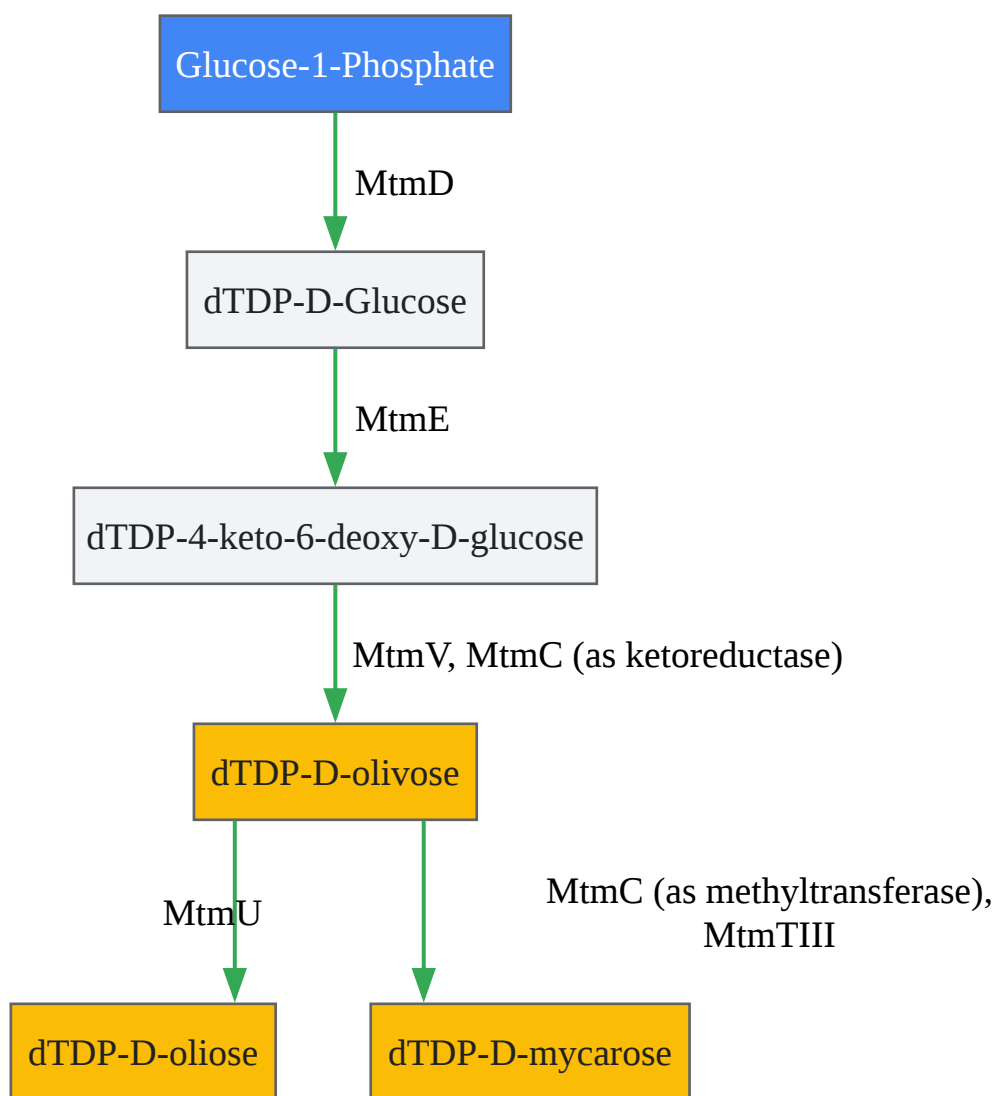 Glucose-1-Phosphate
MtmD
dTDP-D-Glucose
MtmE
dTDP-4-keto-6-deoxy-D-glucose
MtmV, MtmC (as ketoreductase)
dTDP-D-olivose
MtmU
MtmC (as methyltransferase),
MtmTIII
dTDP-D-oliose
dTDP-D-mycarose